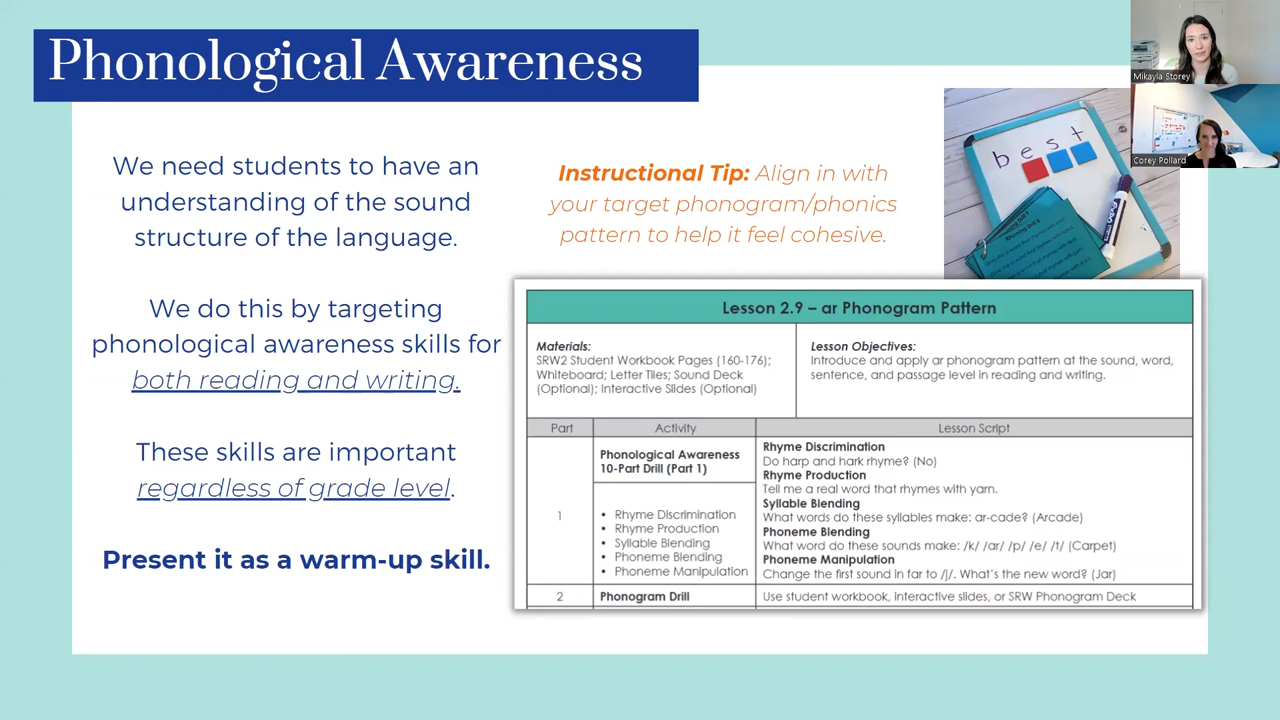 Phonological Awareness
We need students to have an
understanding of the sound
structure of the language.
We do this by targeting
phonological awareness skills for
both reading and writing.
These skills are important
regardless of grade level.
Present it as a warm-up skill.
Instructional Tip: Align in with
your target phonogram/phonics
pattern to help it feel cohesive.
best
Mikayla Storey
Corey Pollard
Lesson 2.9 – ar Phonogram Pattern
Materials:
SRW2 Student Workbook Pages (160-176);
Whiteboard; Letter Tiles; Sound Deck
(Optional); Interactive Slides (Optional)
Lesson Objectives:
Introduce and apply ar phonogram pattern at the sound, word,
sentence, and passage level in reading and writing.
Part Activity Lesson Script
1
Phonological Awareness
10-Part Drill (Part 1)
• Rhyme Discrimination
• Rhyme Production
• Syllable Blending
• Phoneme Blending
• Phoneme Manipulation
Rhyme Discrimination
Do harp and hark rhyme? (No)
Rhyme Production
Tell me a real word that rhymes with yarn.
Syllable Blending
What words do these syllables make: ar-cade? (Arcade)
Phoneme Blending
What word do these sounds make: /k/ /ar/ /p/ /e/ /t/ (Carpet)
Phoneme Manipulation
Change the first sound in far to /j/. What's the new word? (Jar)
2 Phonogram Drill Use student workbook, interactive slides, or SRW Phonogram Deck